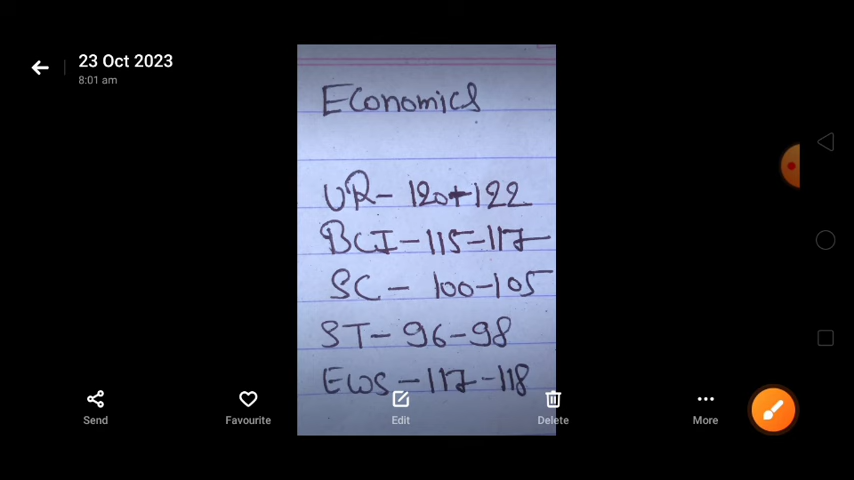 23 Oct 2023
8:01 am
Economics
UR- 120+122
BCI-115-117
SC- 100-105
ST-96-98
EWS-117-118
Send
Favourite
Edit
Delete
More